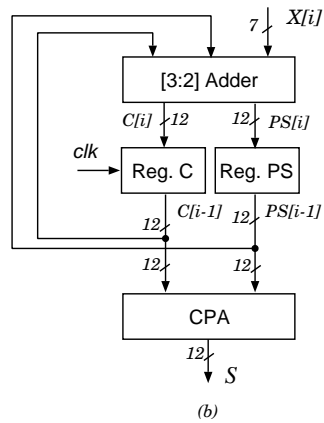 7 X[i]
[3:2] Adder
C[i] 12 12 PS[i]
clk Reg. C Reg. PS
12 C[i-1] 12 PS[i-1]
12 12
CPA
12
S
(b)